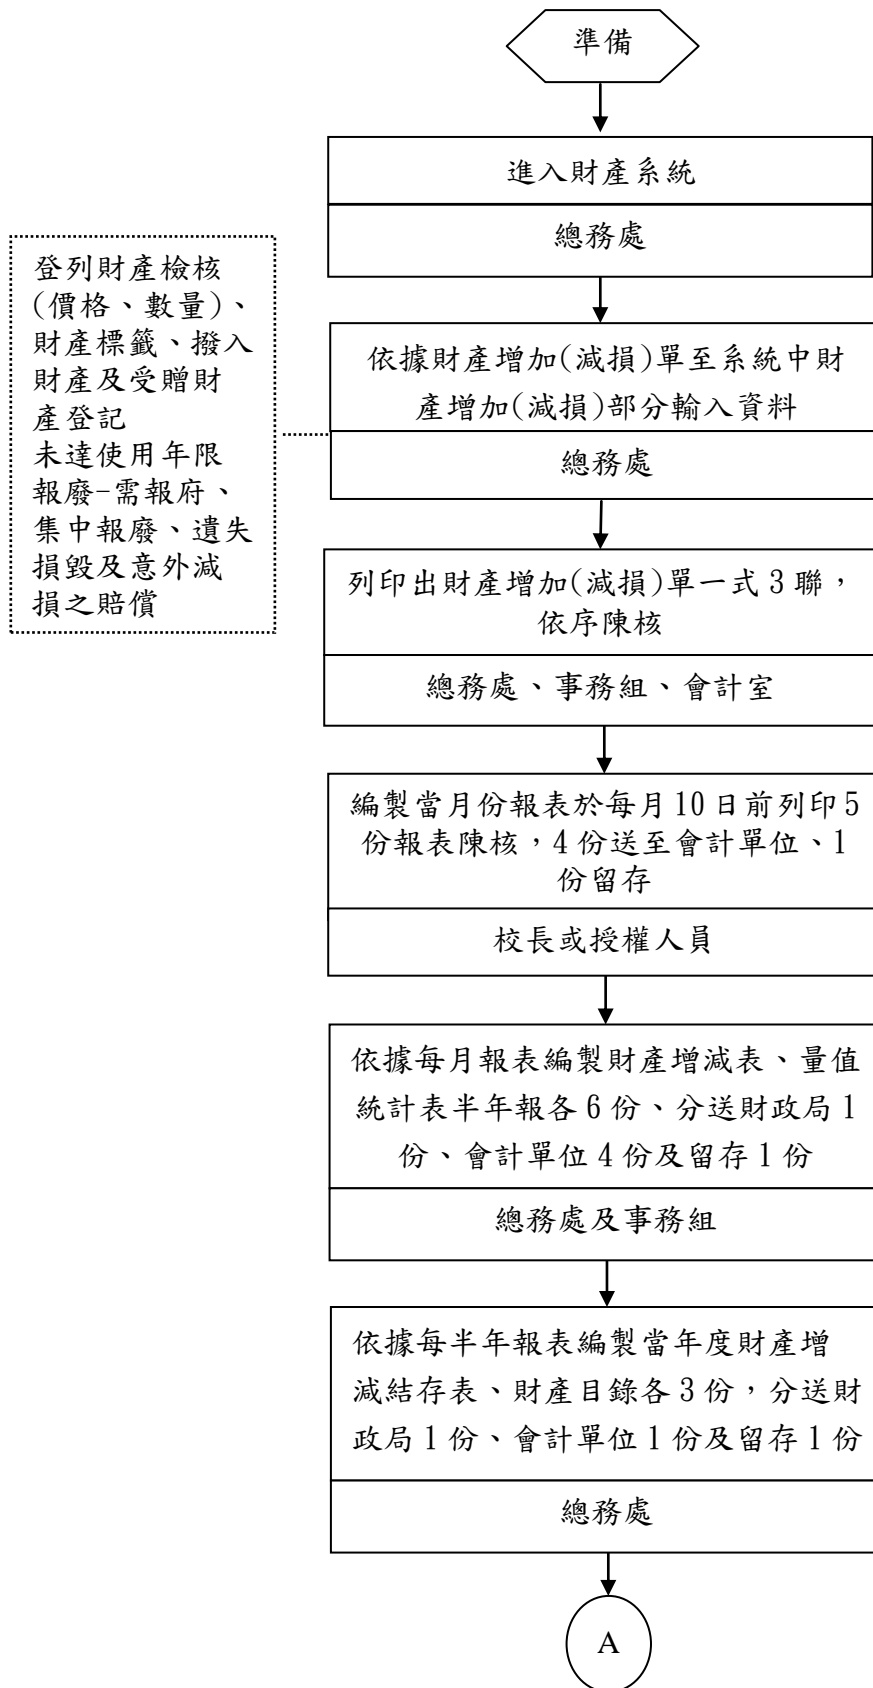 準備
進入財產系統
總務處
登列財產檢核
(價格、數量)、
財產標籤、撥入
財產及受贈財
產登記
未達使用年限
報廢-需報府、
集中報廢、遺失
損毀及意外減
損之賠償
依據財產增加(減損)單至系統中財
產增加(減損)部分輸入資料
總務處
列印出財產增加(減損)單一式 3 聯，
依序陳核
總務處、事務組、會計室
編製當月份報表於每月 10 日前列印 5
份報表陳核，4 份送至會計單位、1
份留存
校長或授權人員
依據每月報表編製財產增減表、量值
統計表半年報各 6 份、分送財政局 1
份、會計單位 4 份及留存 1 份
總務處及事務組
依據每半年報表編製當年度財產增
減結存表、財產目錄各 3 份，分送財
政局 1 份、會計單位 1 份及留存 1 份
總務處
A